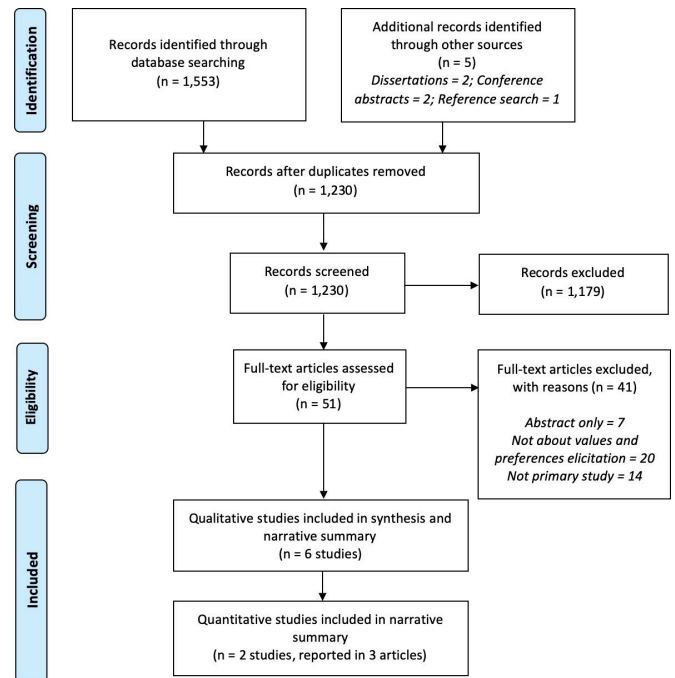 Identification
Records identified through
database searching
(n = 1,553)
Additional records identified
through other sources
(n = 5)
Dissertations = 2; Conference
abstracts = 2; Reference search = 1
Screening
Records after duplicates removed
(n = 1,230)
Records screened
(n = 1,230)
Records excluded
(n = 1,179)
Eligibility
Full-text articles assessed
for eligibility
(n = 51)
Full-text articles excluded,
with reasons (n = 41)
Abstract only = 7
Not about values and
preferences elicitation = 20
Not primary study = 14
Included
Qualitative studies included in synthesis and
narrative summary
(n = 6 studies)
Quantitative studies included in narrative
summary
(n = 2 studies, reported in 3 articles)